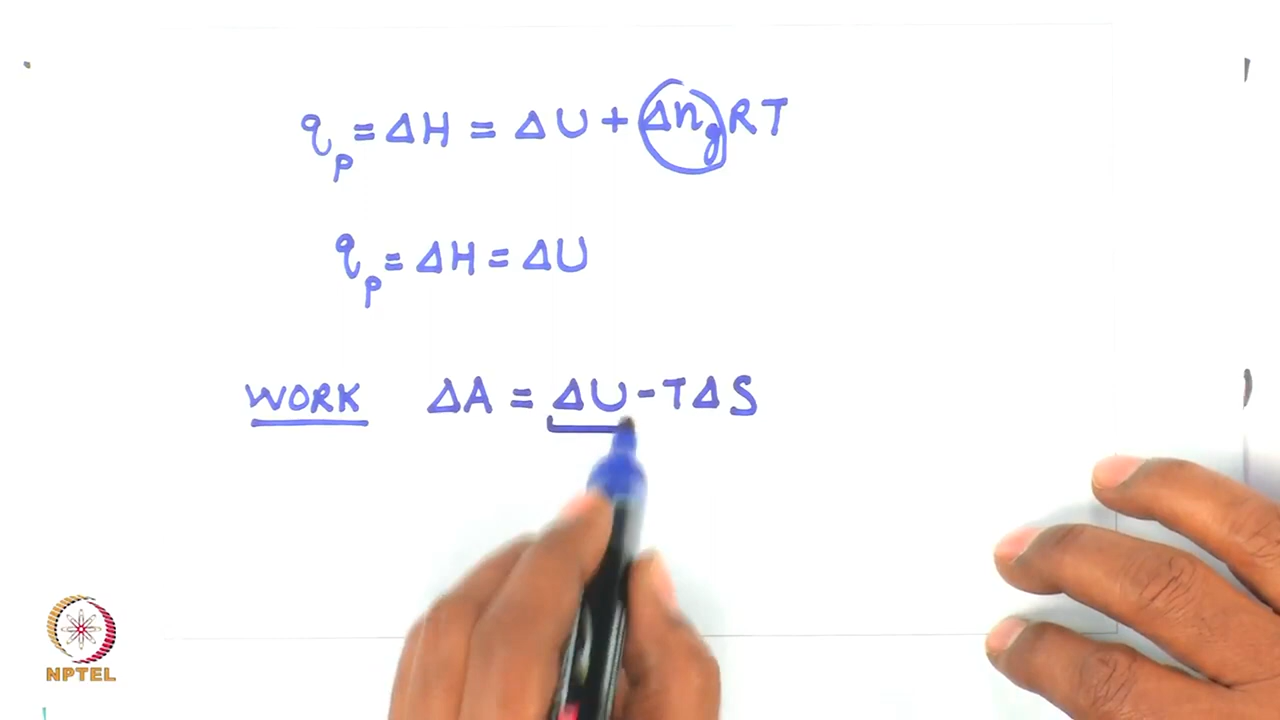 q_p = ΔH = ΔU + Δn_g RT
q_p = ΔH = ΔU
WORK ΔA = ΔU - TΔS
NPTEL